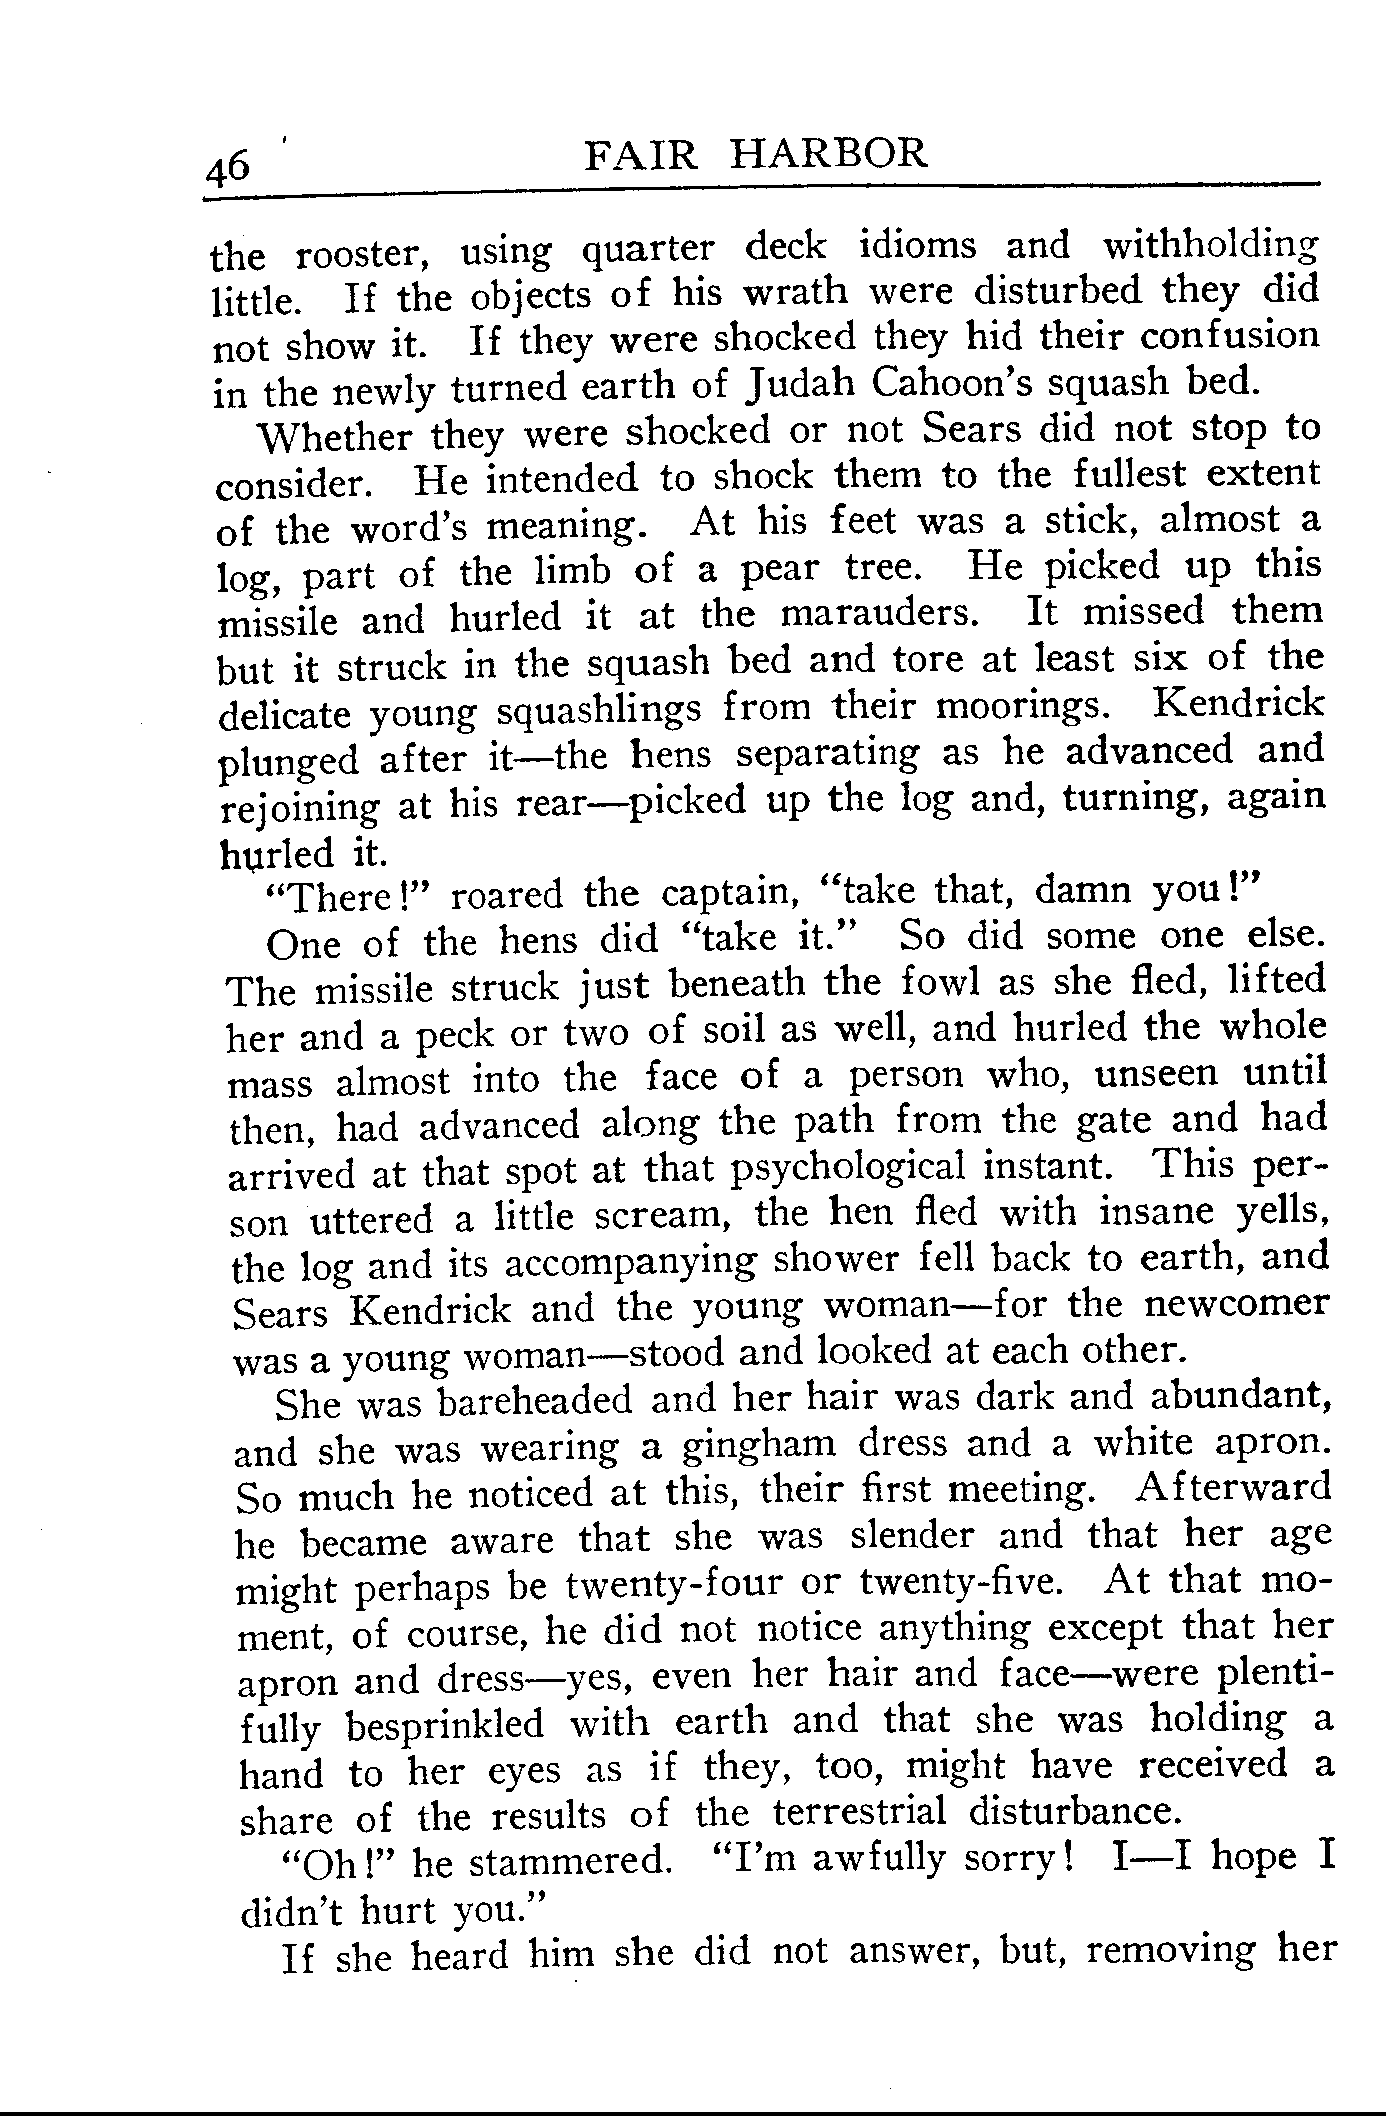 46 FAIR HARBOR
the rooster, using quarter deck idioms and withholding
little. If the objects of his wrath were disturbed they did
not show it. If they were shocked they hid their confusion
in the newly turned earth of Judah Cahoon's squash bed.
Whether they were shocked or not Sears did not stop to
consider. He intended to shock them to the fullest extent
of the word's meaning. At his feet was a stick, almost a
log, part of the limb of a pear tree. He picked up this
missile and hurled it at the marauders. It missed them
but it struck in the squash bed and tore at least six of the
delicate young squashlings from their moorings. Kendrick
plunged after it—the hens separating as he advanced and
rejoining at his rear—picked up the log and, turning, again
hurled it.
"There!" roared the captain, "take that, damn you!"
One of the hens did "take it." So did some one else.
The missile struck just beneath the fowl as she fled, lifted
her and a peck or two of soil as well, and hurled the whole
mass almost into the face of a person who, unseen until
then, had advanced along the path from the gate and had
arrived at that spot at that psychological instant. This per-
son uttered a little scream, the hen fled with insane yells,
the log and its accompanying shower fell back to earth, and
Sears Kendrick and the young woman—for the newcomer
was a young woman—stood and looked at each other.
She was bareheaded and her hair was dark and abundant,
and she was wearing a gingham dress and a white apron.
So much he noticed at this, their first meeting. Afterward
he became aware that she was slender and that her age
might perhaps be twenty-four or twenty-five. At that mo-
ment, of course, he did not notice anything except that her
apron and dress—yes, even her hair and face—were plenti-
fully besprinkled with earth and that she was holding a
hand to her eyes as if they, too, might have received a
share of the results of the terrestrial disturbance.
"Oh!" he stammered. "I'm awfully sorry! I—I hope I
didn't hurt you."
If she heard him she did not answer, but, removing her